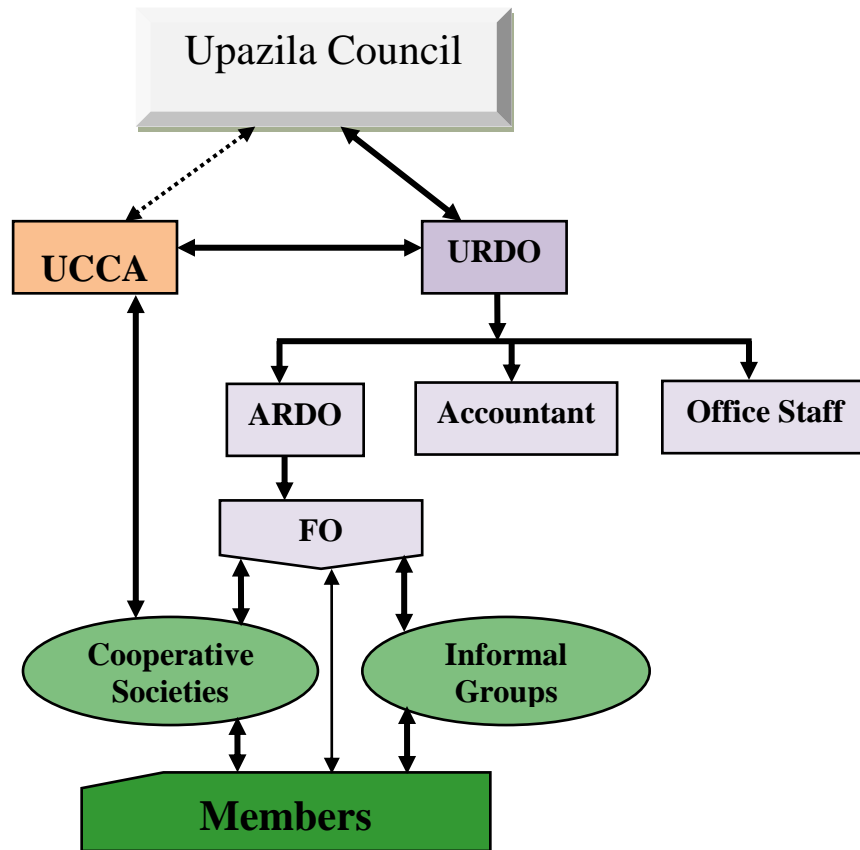 Upazila Council
UCCA
URDO
ARDO
Accountant
Office Staff
FO
Cooperative
Societies
Informal
Groups
Members